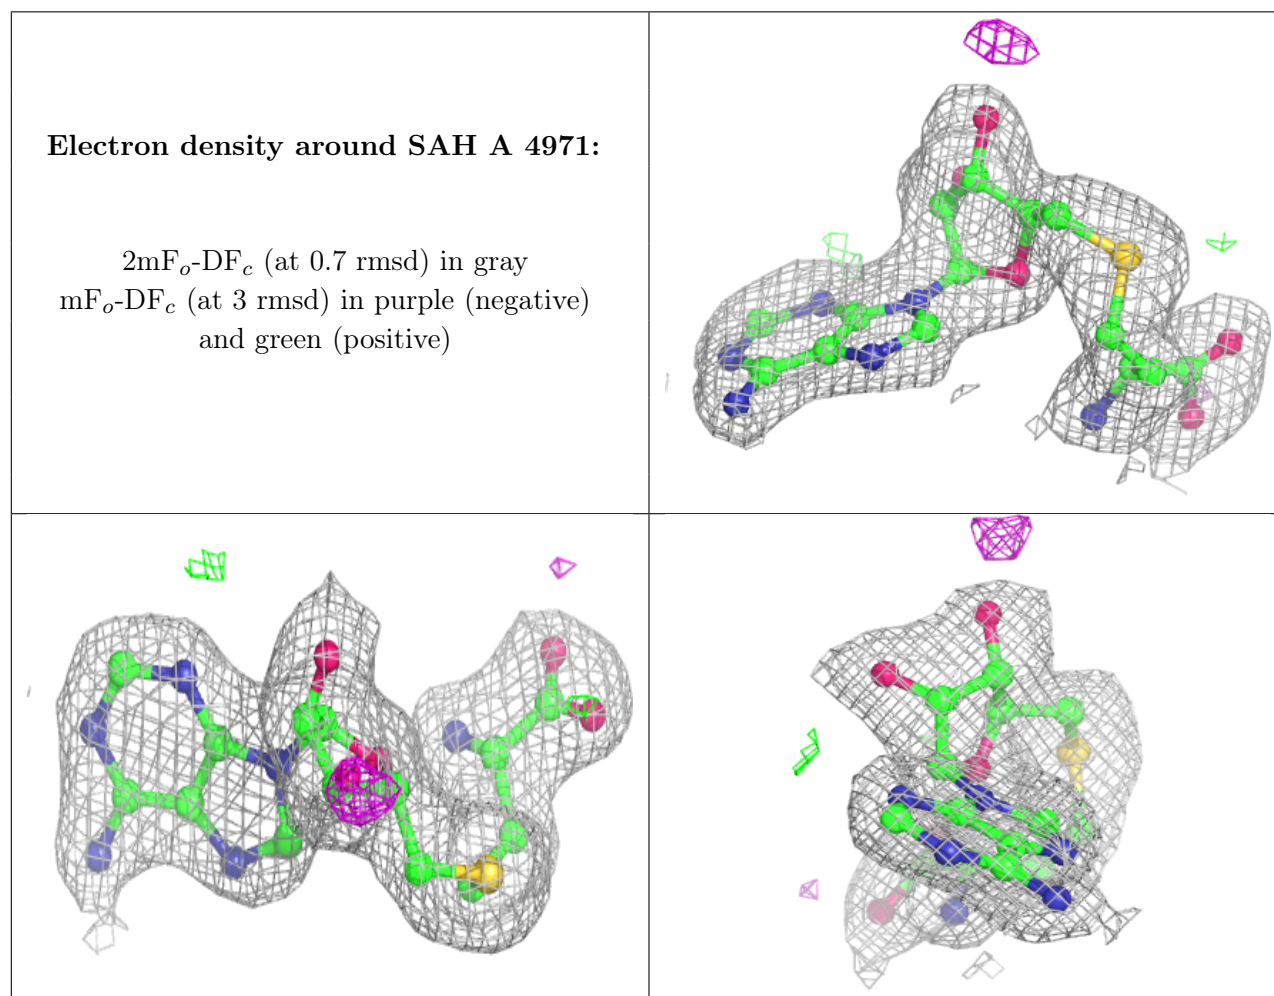 Electron density around SAH A 4971:
2mFo-DFc (at 0.7 rmsd) in gray
mFo-DFc (at 3 rmsd) in purple (negative)
and green (positive)